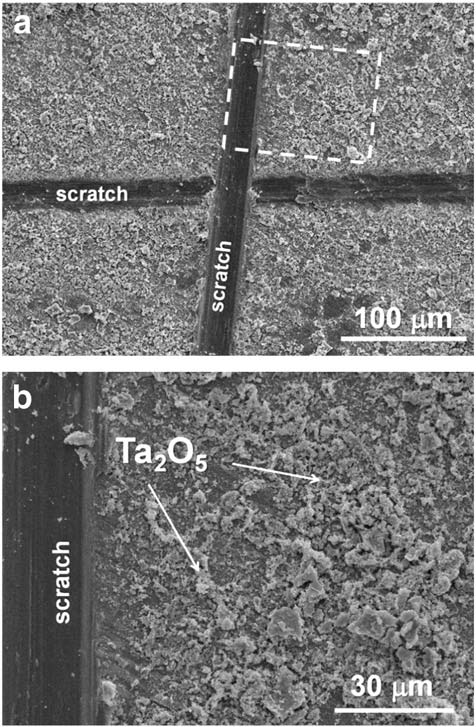 a
scratch
scratch
100 μm
b
Ta₂O₅
scratch
30 μm